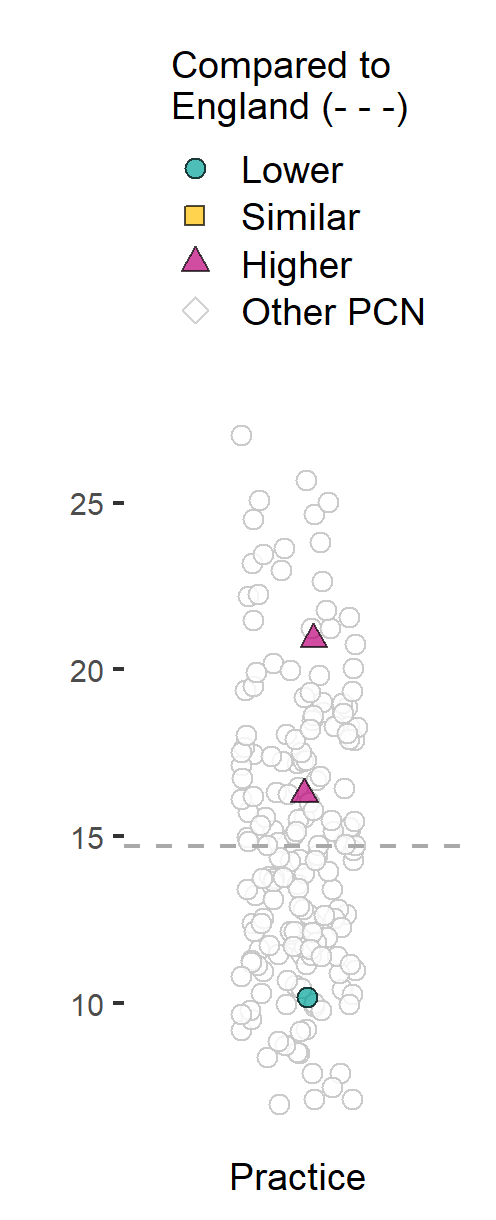 Compared to
England (- - -)
Lower
Similar
Higher
Other PCN
25
20
15
10
Practice